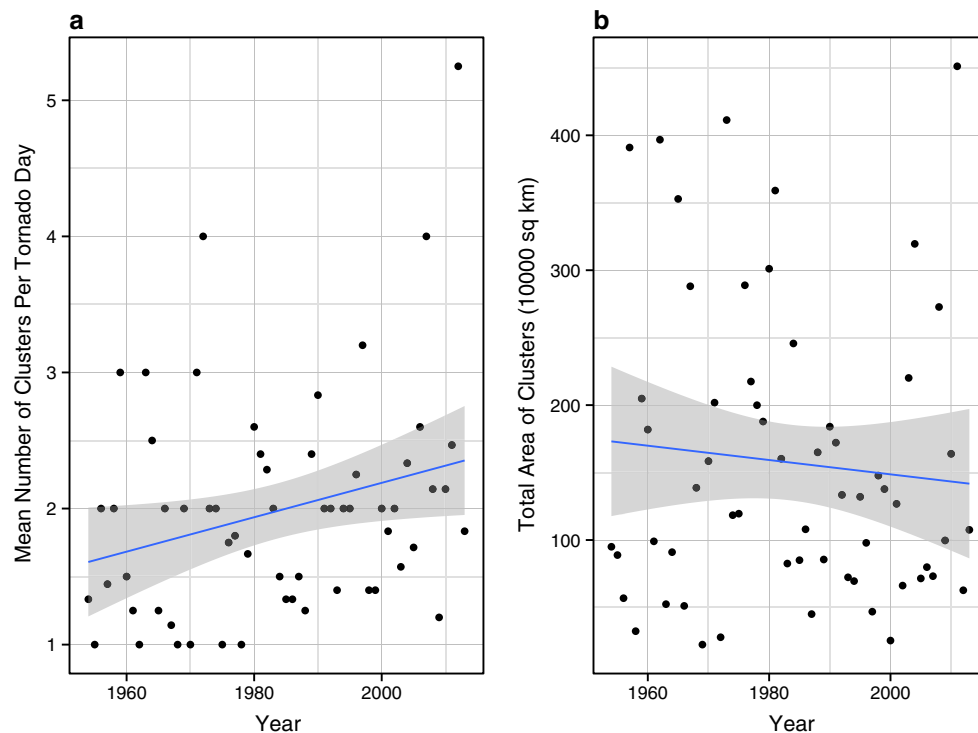 a
Mean Number of Clusters Per Tornado Day
5
4
3
2
1
1960 1980 2000
Year
b
Total Area of Clusters (10000 sq km)
400
300
200
100
1960 1980 2000
Year